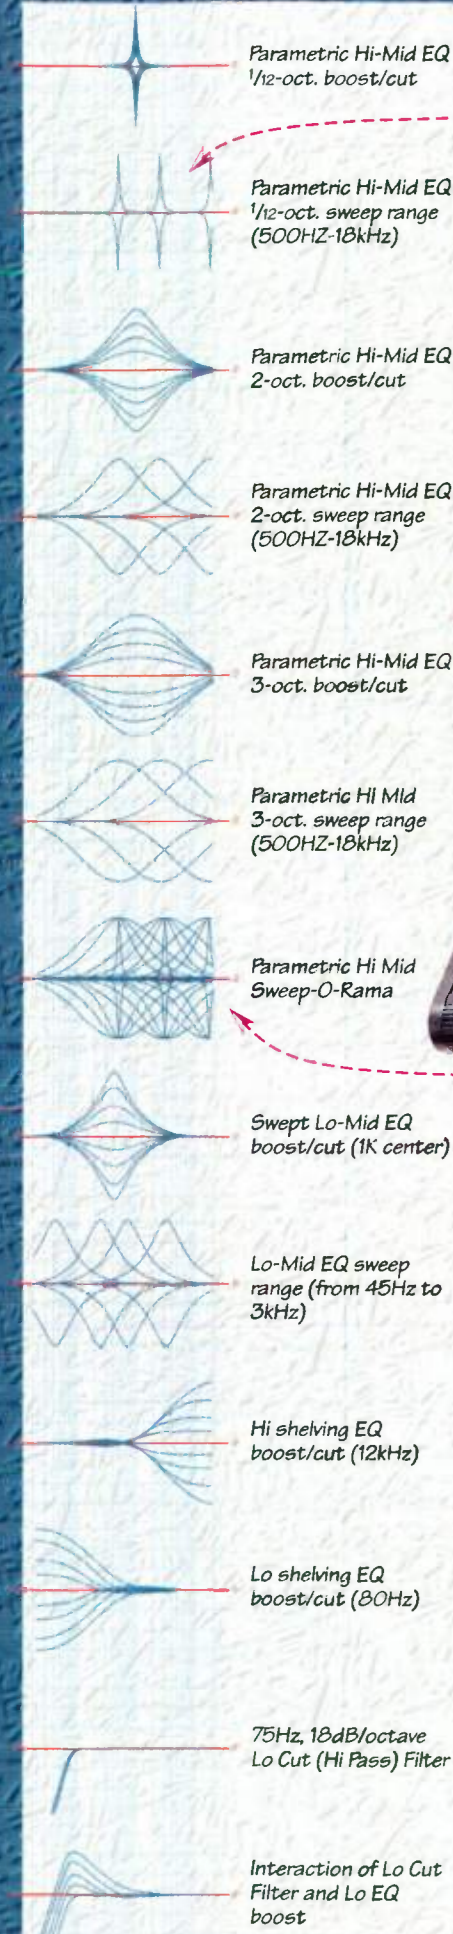 Parametric Hi-Mid EQ
1/12-oct. boost/cut
Parametric Hi-Mid EQ
1/12-oct. sweep range
(500HZ-18kHz)
Parametric Hi-Mid EQ
2-oct. boost/cut
Parametric Hi-Mid EQ
2-oct. sweep range
(500HZ-18kHz)
Parametric Hi-Mid EQ
3-oct. boost/cut
Parametric Hi Mid
3-oct. sweep range
(500HZ-18kHz)
Parametric Hi Mid
Sweep-O-Rama
Swept Lo-Mid EQ
boost/cut (1K center)
Lo-Mid EQ sweep
range (from 45Hz to
3kHz)
Hi shelving EQ
boost/cut (12kHz)
Lo shelving EQ
boost/cut (80Hz)
75Hz, 18dB/octave
Lo Cut (Hi Pass) Filter
Interaction of Lo Cut
Filter and Lo EQ
boost